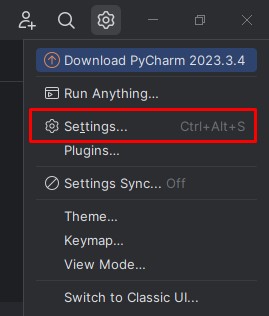 Download PyCharm 2023.3.4
Run Anything...
Settings... Ctrl+Alt+S
Plugins...
Settings Sync... Off
Theme...
Keymap...
View Mode...
Switch to Classic UI...